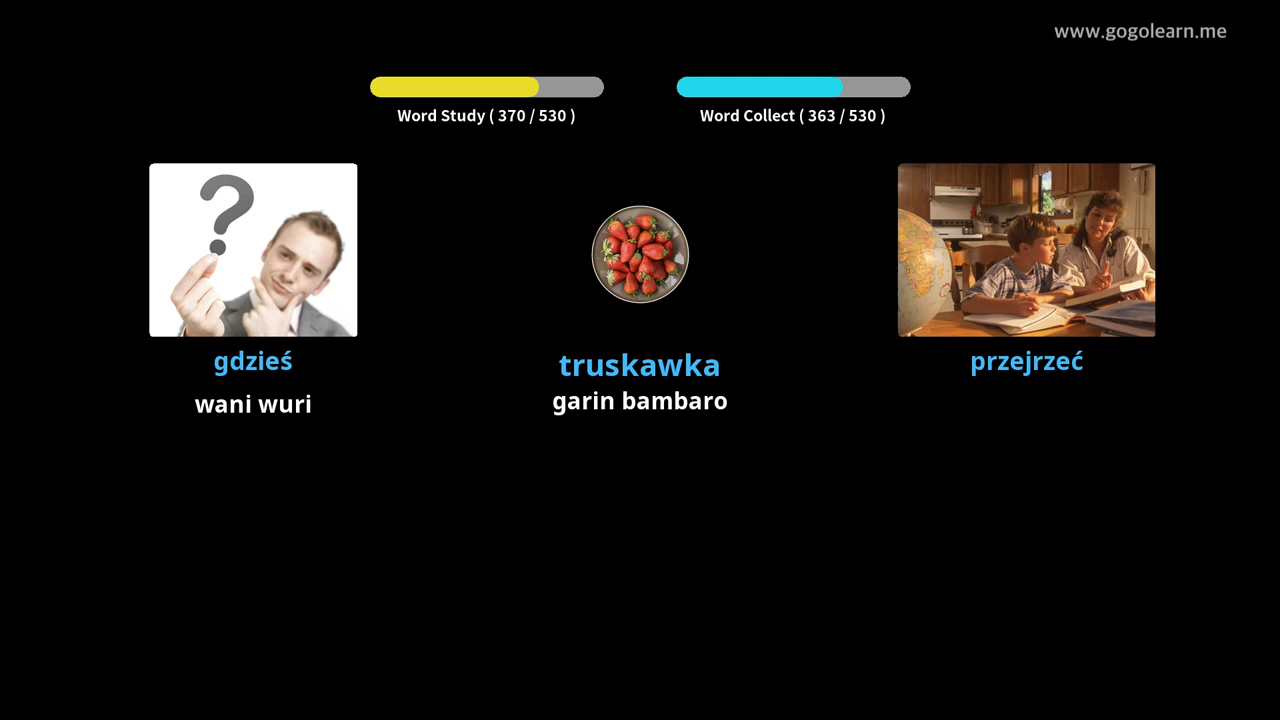 www.gogolearn.me
Word Study ( 370 / 530 )
Word Collect ( 363 / 530 )
gdzieś
wani wuri
truskawka
garin bambaro
przejrzeć